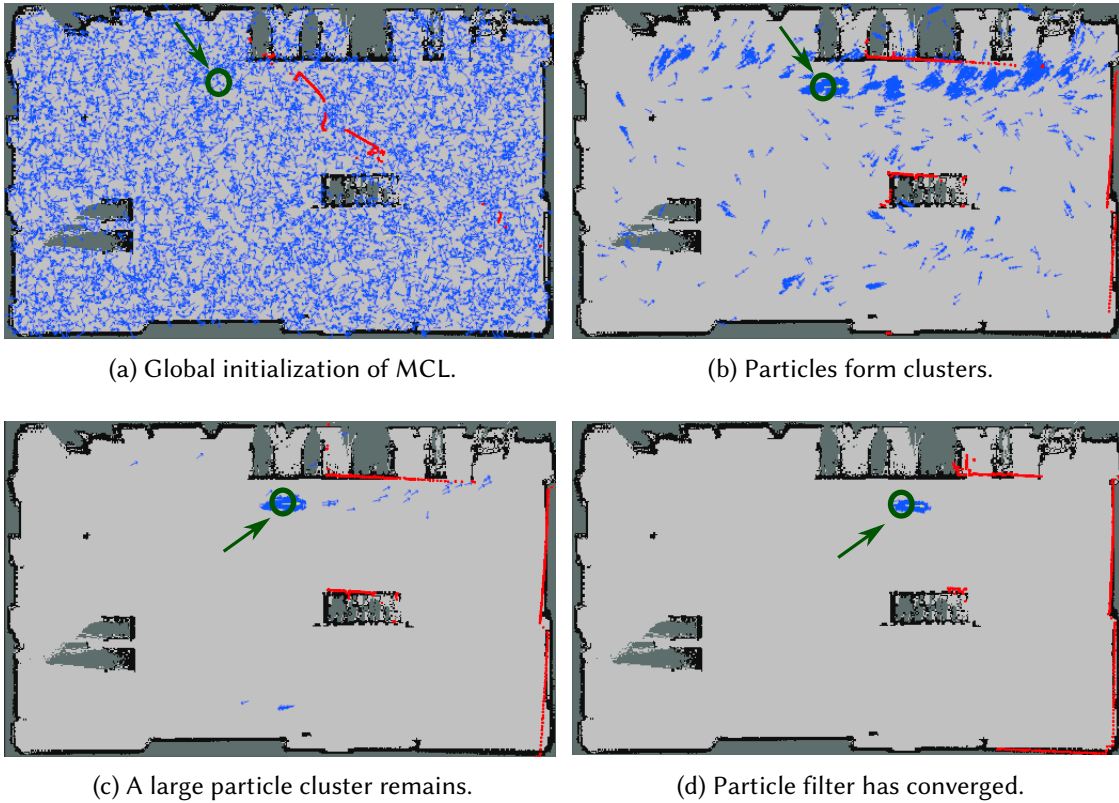 (a) Global initialization of MCL.
(b) Particles form clusters.
(c) A large particle cluster remains.
(d) Particle filter has converged.